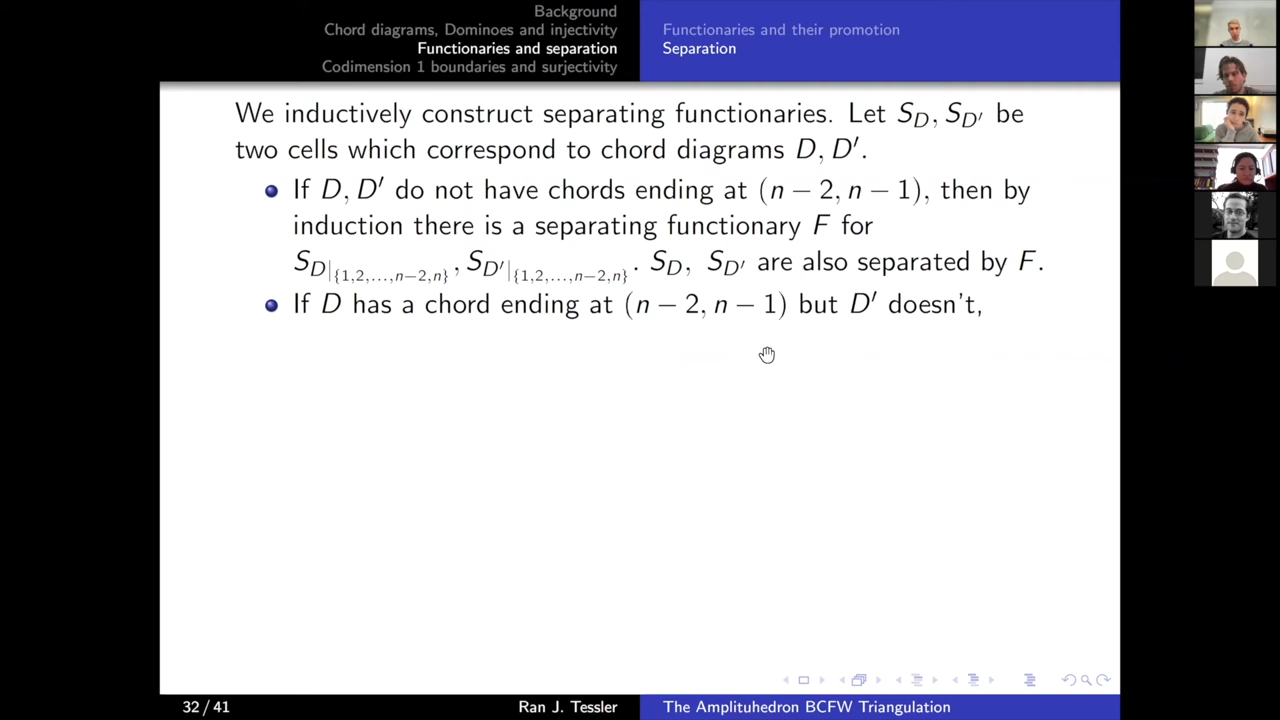 Background
Chord diagrams, Dominoes and injectivity
Functionaries and separation
Codimension 1 boundaries and surjectivity
Functionaries and their promotion
Separation
We inductively construct separating functionaries. Let S_D, S_{D′} be
two cells which correspond to chord diagrams D, D′.
If D, D′ do not have chords ending at (n − 2, n − 1), then by
induction there is a separating functionary F for
S_{D|_{\{1,2,...,n−2,n\}}}, S_{D′|_{\{1,2,...,n−2,n\}}}. S_D, S_{D′} are also separated by F.
If D has a chord ending at (n − 2, n − 1) but D′ doesn't,
32 / 41
Ran J. Tessler
The Amplituhedron BCFW Triangulation